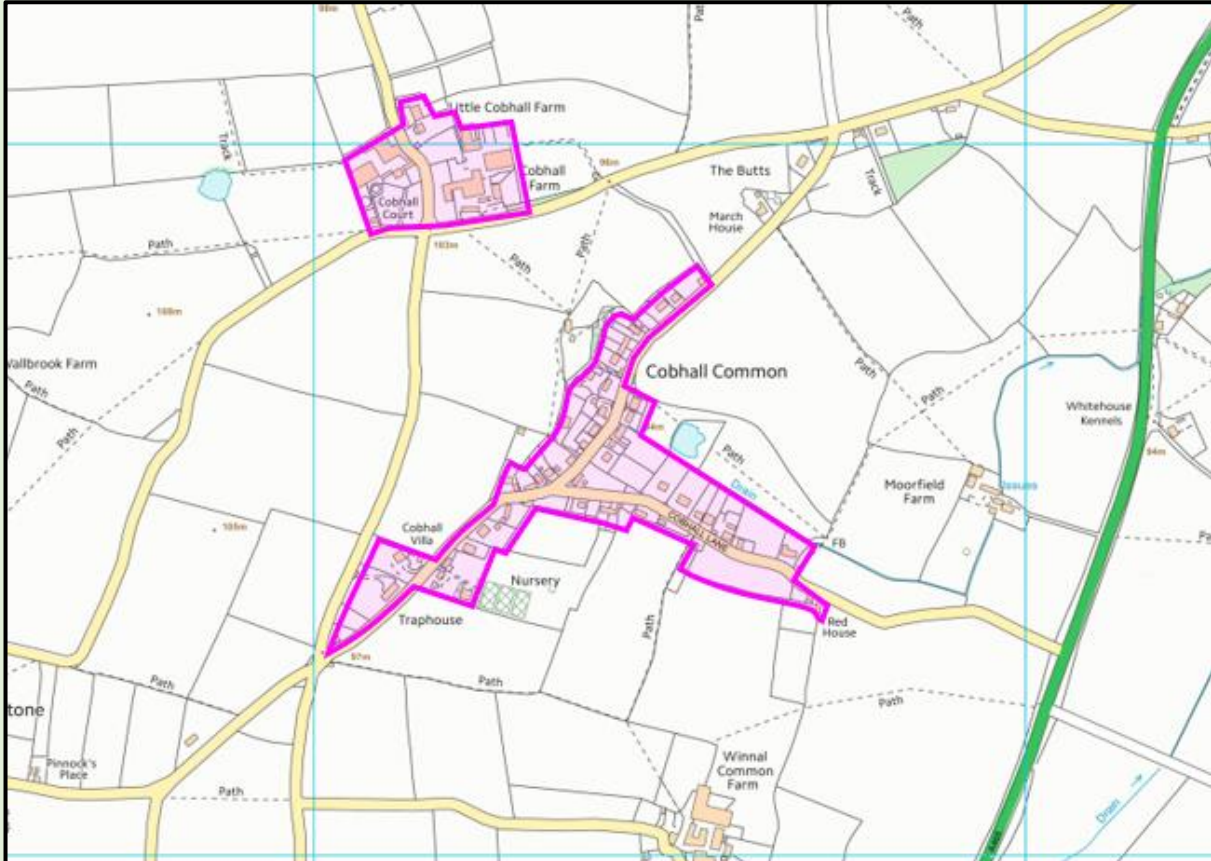 98m
Path
Path
Little Cobhall Farm
Track
98m
Cobhall
Farm
The Butts
Track
Cobhall
Court
March
House
103m
Path
Path
Path
108m
Wallbrook Farm
Path
Path
Cobhall Common
Path
Path
Whitehouse
Kennels
94m
Path
Drain
Moorfield
Farm
Issues
105m
Cobhall
Villa
COBHALL LANE
FB
Nursery
Traphouse
Path
Red
House
97m
Path
Path
Path
tone
Pinnock's
Place
Path
Winnal
Common
Farm
Drain
A465